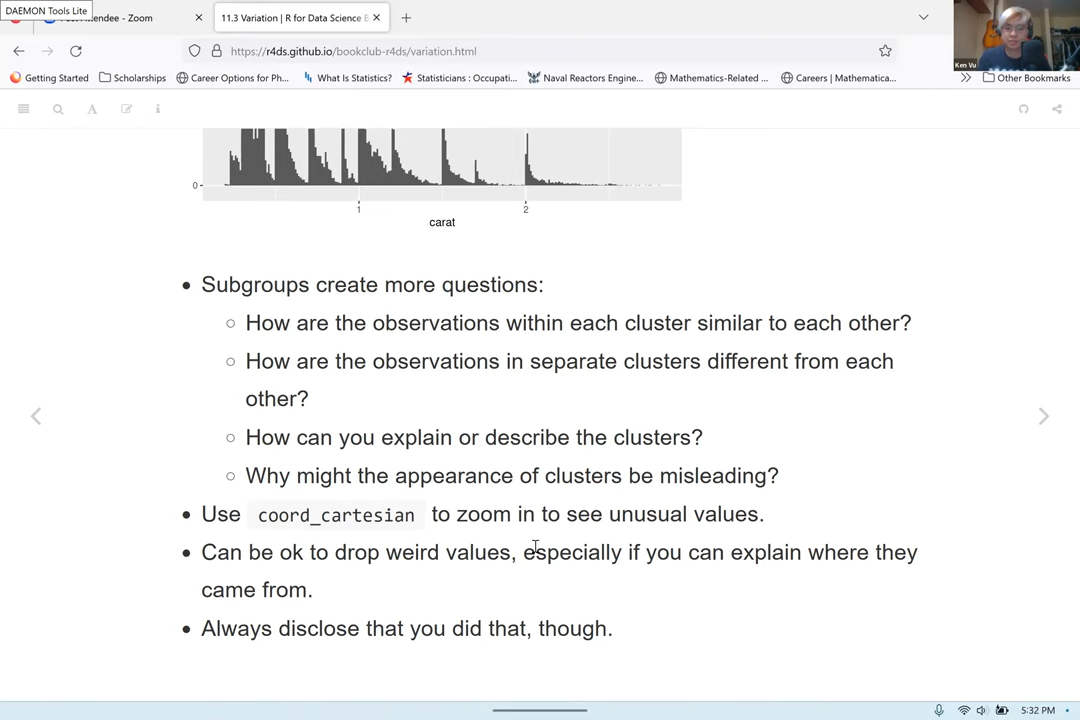 DAEMON Tools Lite
Attendee - Zoom
11.3 Variation | R for Data Science B
https://r4ds.github.io/bookclub-r4ds/variation.html
Ken Vu
Getting Started
Scholarships
Career Options for Ph...
What Is Statistics?
Statisticians : Occupati...
Naval Reactors Engine...
Mathematics-Related ...
Careers | Mathematica...
Other Bookmarks
0
1
2
carat
Subgroups create more questions:
How are the observations within each cluster similar to each other?
How are the observations in separate clusters different from each
other?
How can you explain or describe the clusters?
Why might the appearance of clusters be misleading?
Use coord_cartesian to zoom in to see unusual values.
Can be ok to drop weird values, especially if you can explain where they
came from.
Always disclose that you did that, though.
5:32 PM